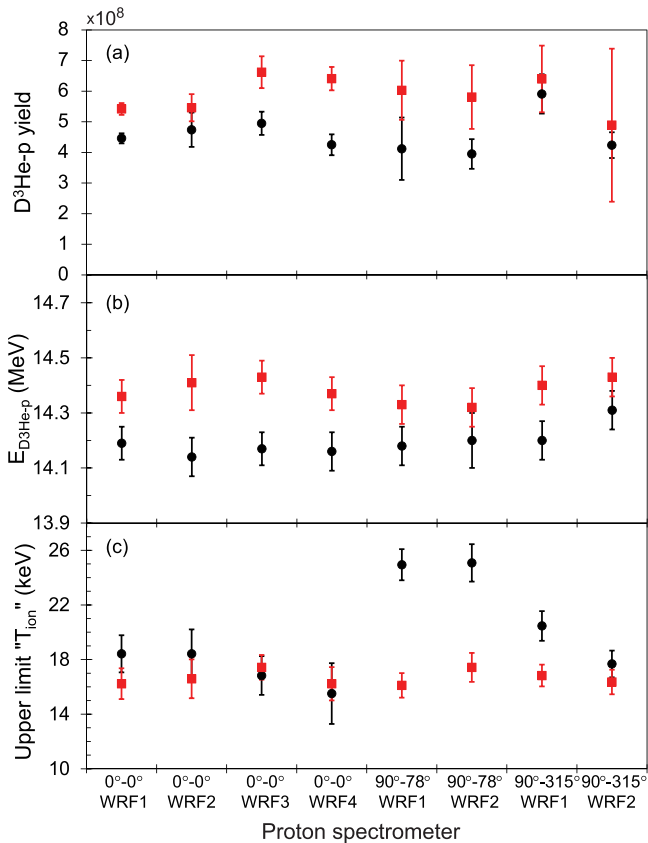 ×10⁸
8
(a)
7
6
5
4
3
2
1
0
D³He-p yield
(b)
14.7
14.5
14.3
14.1
13.9
E_D3He-p (MeV)
(c)
26
22
18
14
10
Upper limit "T_ion" (keV)
0°-0° 0°-0° 0°-0° 0°-0° 90°-78° 90°-78° 90°-315° 90°-315°
WRF1 WRF2 WRF3 WRF4 WRF1 WRF2 WRF1 WRF2
Proton spectrometer